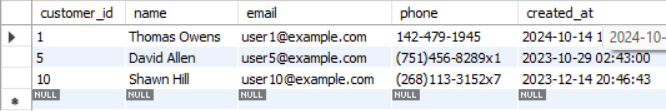 customer_id name email phone created_at
1 Thomas Owens user1@example.com 142-479-1945 2024-10-14 1 2024-10-
5 David Allen user5@example.com (751)456-8289x1 2023-10-29 02:43:00
10 Shawn Hill user10@example.com (268)113-3152x7 2023-12-14 20:46:43
NULL NULL NULL NULL NULL